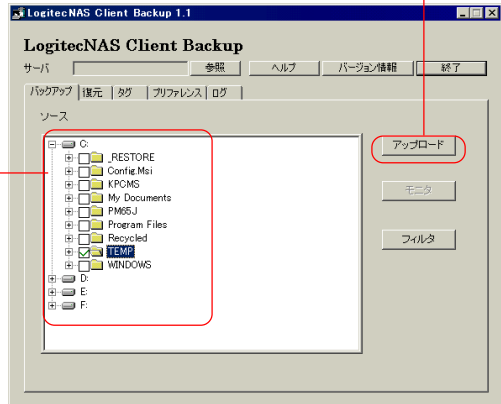 LogitecNAS Client Backup 1.1
LogitecNAS Client Backup
サーバ 参照 ヘルプ バージョン情報 終了
バックアップ 復元 タグ プリファレンス ログ
ソース
アップロード
モニタ
フィルタ
C:
_RESTORE
Config.Msi
KPCMS
My Documents
PM65J
Program Files
Recycled
TEMP
WINDOWS
D:
E:
F: